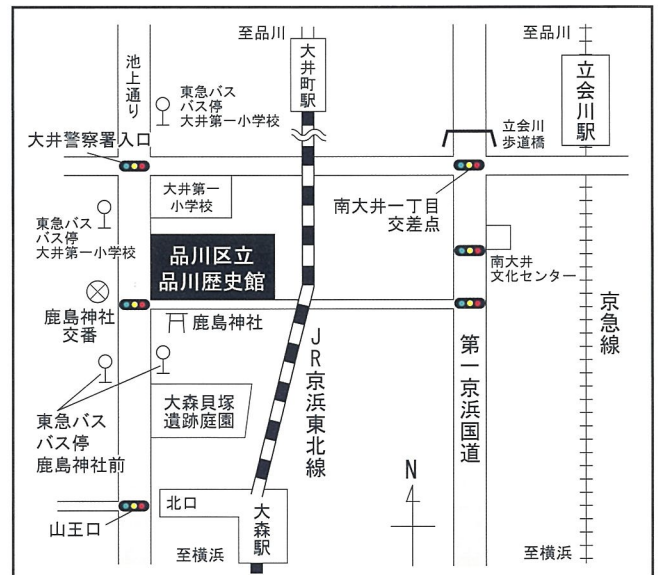 至品川
至品川
池上通り
東急バス
バス停
大井第一小学校
大井町駅
立会川駅
大井警察署入口
立会川
歩道橋
大井第一
小学校
南大井一丁目
交差点
東急バス
バス停
大井第一小学校
品川区立
品川歴史館
南大井
文化センター
鹿島神社
交番
鹿島神社
JR京浜東北線
第一京浜国道
京急線
大森貝塚
遺跡庭園
東急バス
バス停
鹿島神社前
N
北口
大森駅
山王口
至横浜
至横浜